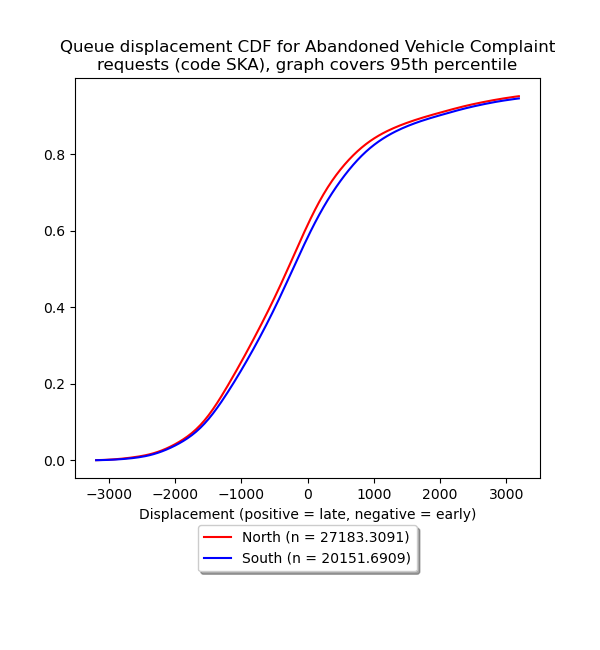 Queue displacement CDF for Abandoned Vehicle Complaint
requests (code SKA), graph covers 95th percentile
0.8
0.6
0.4
0.2
0.0
−3000 −2000 −1000 0 1000 2000 3000
Displacement (positive = late, negative = early)
North (n = 27183.3091)
South (n = 20151.6909)